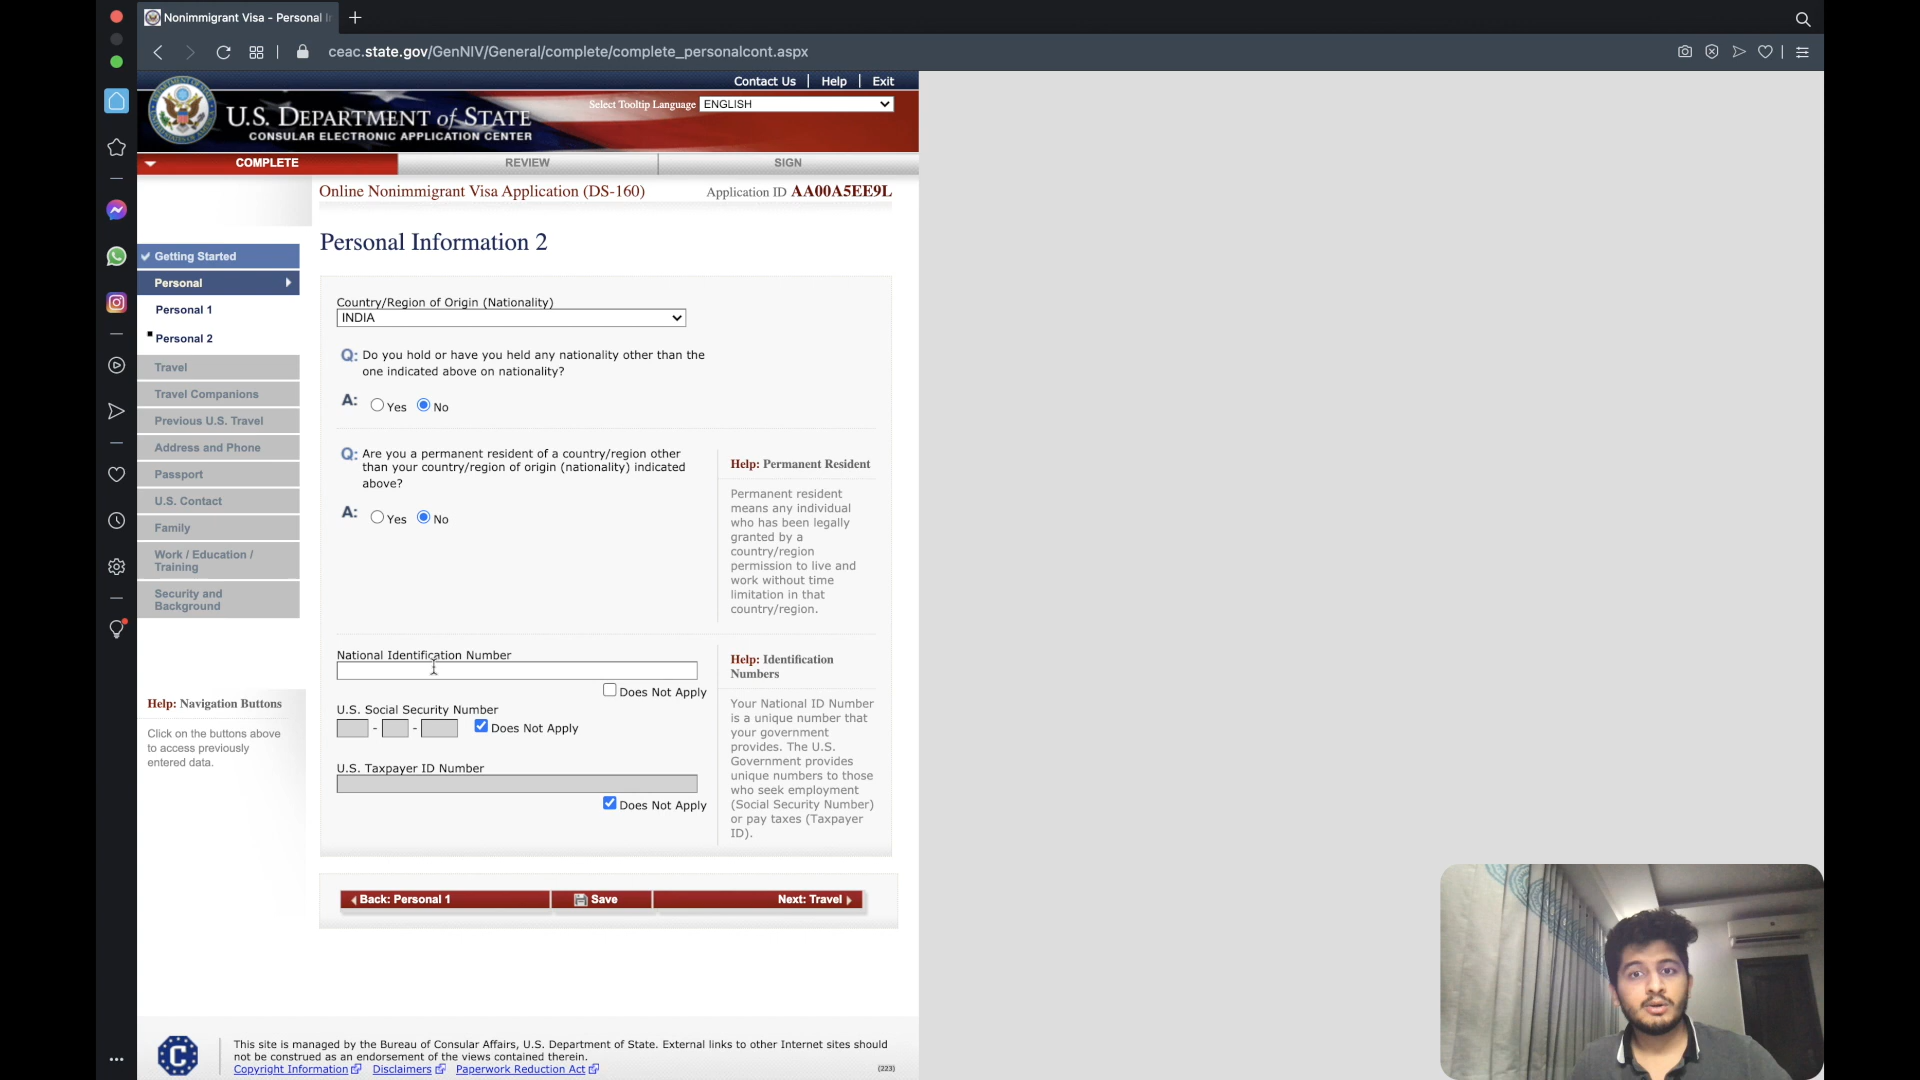 Nonimmigrant Visa - Personal I
ceac.state.gov/GenNIV/General/complete/complete_personalcont.aspx
Contact Us | Help | Exit
Select Tooltip Language ENGLISH
U.S. DEPARTMENT of STATE
CONSULAR ELECTRONIC APPLICATION CENTER
COMPLETE
REVIEW
SIGN
Online Nonimmigrant Visa Application (DS-160)
Application ID AA00A5EE9L
Personal Information 2
Getting Started
Personal
Personal 1
Personal 2
Travel
Travel Companions
Previous U.S. Travel
Address and Phone
Passport
U.S. Contact
Family
Work / Education /
Training
Security and
Background
Help: Navigation Buttons
Click on the buttons above
to access previously
entered data.
Country/Region of Origin (Nationality)
INDIA
Q: Do you hold or have you held any nationality other than the
one indicated above on nationality?
A: Yes No
Q: Are you a permanent resident of a country/region other
than your country/region of origin (nationality) indicated
above?
A: Yes No
Help: Permanent Resident
Permanent resident
means any individual
who has been legally
granted by a
country/region
permission to live and
work without time
limitation in that
country/region.
National Identification Number
Does Not Apply
U.S. Social Security Number
- - Does Not Apply
U.S. Taxpayer ID Number
Does Not Apply
Help: Identification
Numbers
Your National ID Number
is a unique number that
your government
provides. The U.S.
Government provides
unique numbers to those
who seek employment
(Social Security Number)
or pay taxes (Taxpayer
ID).
Back: Personal 1
Save
Next: Travel
C
This site is managed by the Bureau of Consular Affairs, U.S. Department of State. External links to other Internet sites should
not be construed as an endorsement of the views contained therein.
Copyright Information Disclaimers Paperwork Reduction Act
(223)